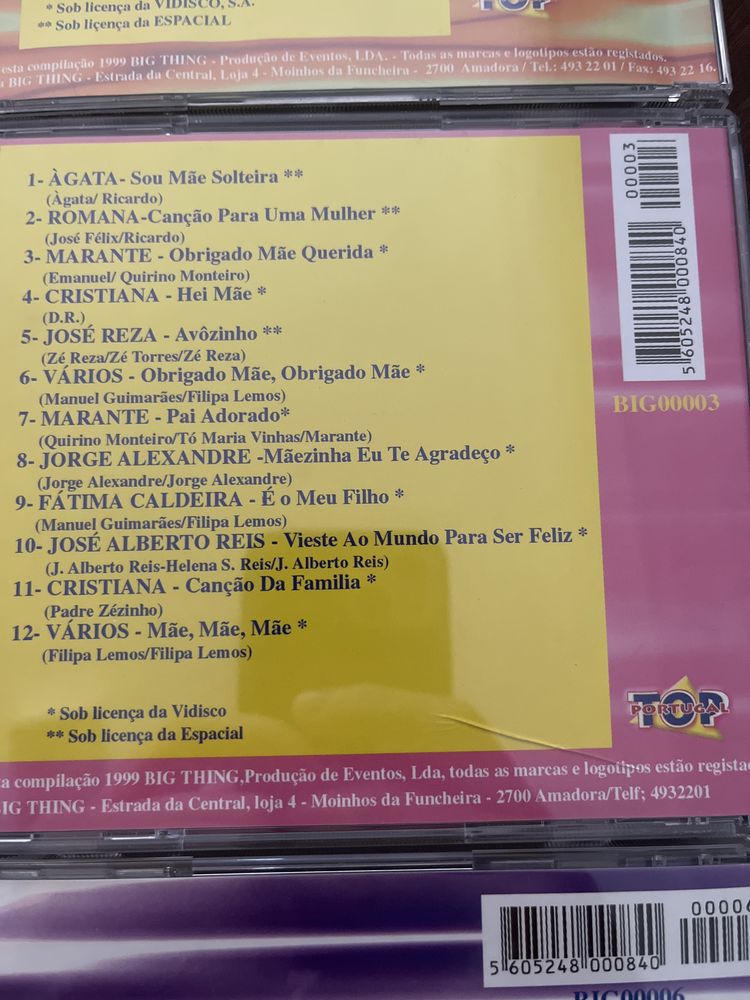 * Sob licença da VIDISCO, S.A.
** Sob liçença da ESPACIAL
TOP
esta compilação 1999 BIG THING - Produção de Eventos, LDA. - Todas as marcas e logotipos estão registados.
BIG THING - Estrada da Central, Loja 4 - Moinhos da Funcheira - 2700 Amadora / Tel.: 493 22 01 / Fax: 493 22 16.
1- ÀGATA- Sou Mãe Solteira **
(Àgata/ Ricardo)
2- ROMANA-Canção Para Uma Mulher **
(José Félix/Ricardo)
3- MARANTE - Obrigado Mãe Querida *
(Emanuel/ Quirino Monteiro)
4- CRISTIANA - Hei Mãe *
(D.R.)
5- JOSÉ REZA - Avôzinho **
(Zé Reza/Zé Torres/Zé Reza)
6- VÁRIOS - Obrigado Mãe, Obrigado Mãe *
(Manuel Guimarães/Filipa Lemos)
7- MARANTE - Pai Adorado*
(Quirino Monteiro/Tó Maria Vinhas/Marante)
8- JORGE ALEXANDRE -Mãezinha Eu Te Agradeço *
(Jorge Alexandre/Jorge Alexandre)
9- FÁTIMA CALDEIRA - É o Meu Filho *
(Manuel Guimarães/Filipa Lemos)
10- JOSÉ ALBERTO REIS - Vieste Ao Mundo Para Ser Feliz *
(J. Alberto Reis-Helena S. Reis/J. Alberto Reis)
11- CRISTIANA - Canção Da Familia *
(Padre Zézinho)
12- VÁRIOS - Mãe, Mãe, Mãe *
(Filipa Lemos/Filipa Lemos)
* Sob licença da Vidisco
** Sob licença da Espacial
00003
5 605248 000840
BIG00003
TOP
PORTUGAL
ta compilação 1999 BIG THING,Produção de Eventos, Lda, todas as marcas e logotipos estão regista
BIG THING - Estrada da Central, loja 4 - Moinhos da Funcheira - 2700 Amadora/Telf; 4932201
00006
5 605248 000840
BIG00006